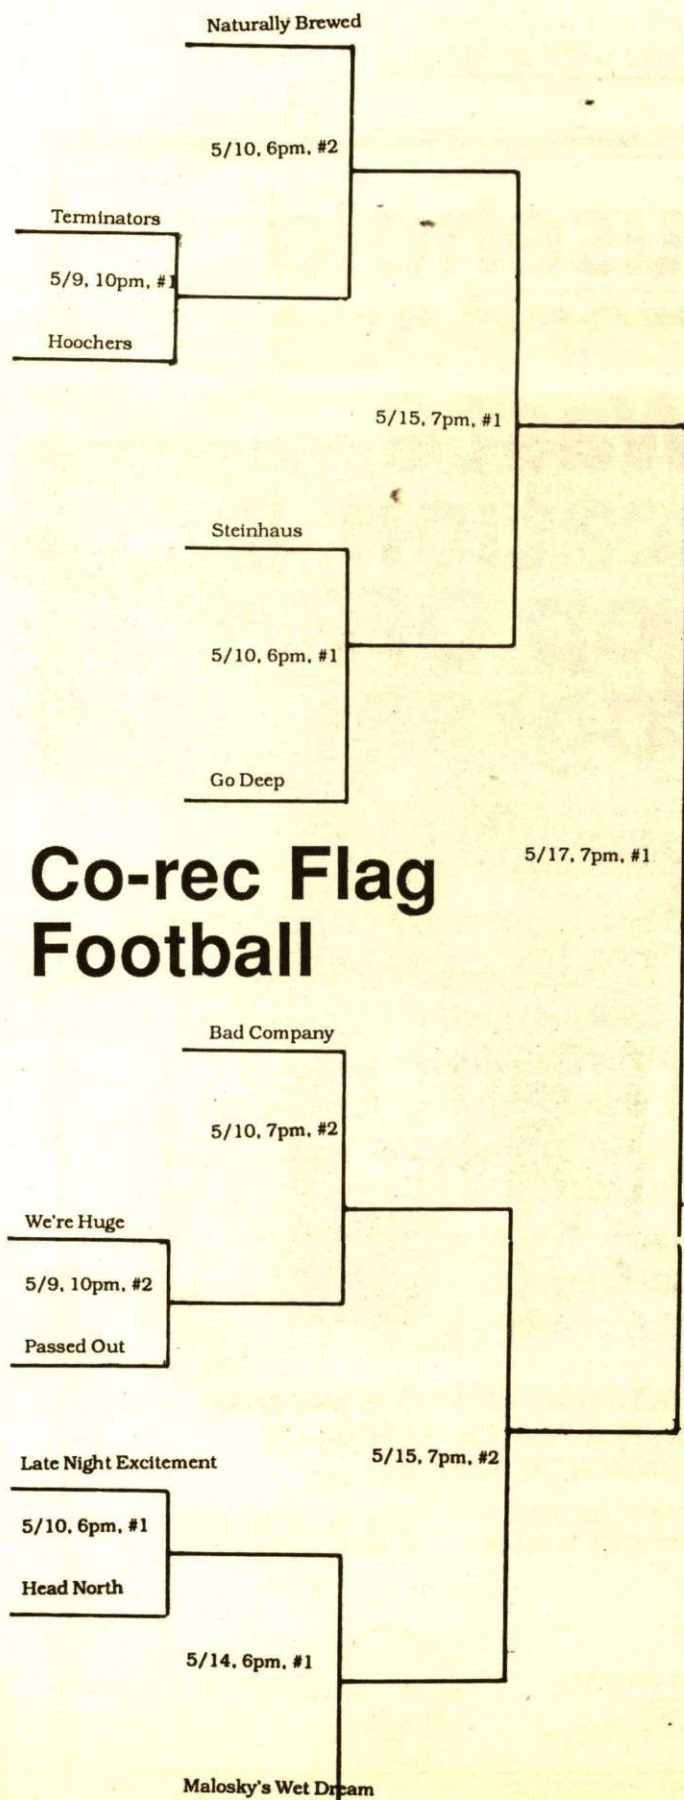 Naturally Brewed
5/10, 6pm, #2
Terminators
5/9, 10pm, #1
Hoochers
5/15, 7pm, #1
Steinhaus
5/10, 6pm, #1
Go Deep
Co-rec Flag
Football
5/17, 7pm, #1
Bad Company
5/10, 7pm, #2
We're Huge
5/9, 10pm, #2
Passed Out
Late Night Excitement
5/15, 7pm, #2
5/10, 6pm, #1
Head North
5/14, 6pm, #1
Malosky's Wet Dream